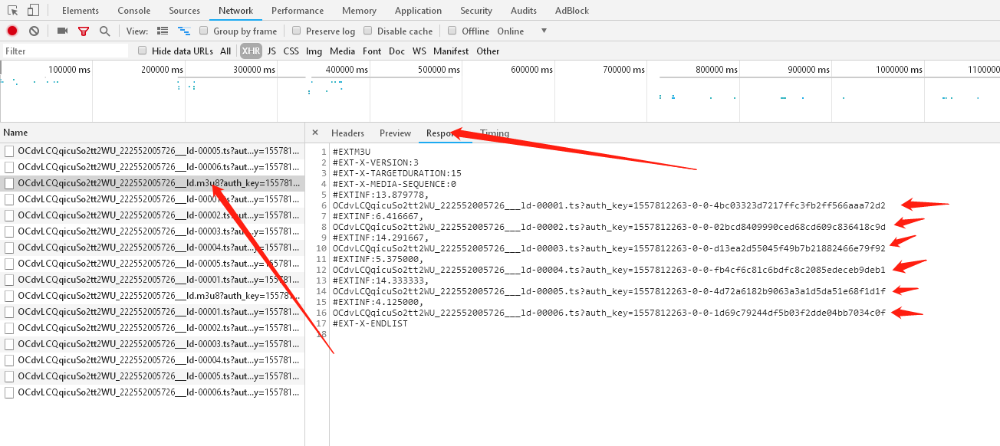 Elements Console Sources Network Performance Memory Application Security Audits AdBlock
View: Group by frame Preserve log Disable cache Offline Online
Filter Hide data URLs All XHR JS CSS Img Media Font Doc WS Manifest Other
100000 ms 200000 ms 300000 ms 400000 ms 500000 ms 600000 ms 700000 ms 800000 ms 900000 ms 1000000 ms 1100000
Name
OCdvLCQqicuSo2tt2WU_222552005726___ld-00005.ts?aut...y=155781...
OCdvLCQqicuSo2tt2WU_222552005726___ld-00006.ts?aut...y=155781...
OCdvLCQqicuSo2tt2WU_222552005726___ld.m3u8?auth_key=155781...
OCdvLCQqicuSo2tt2WU_222552005726___ld-00001.ts?aut...y=155781...
OCdvLCQqicuSo2tt2WU_222552005726___ld-00002.ts?aut...y=155781...
OCdvLCQqicuSo2tt2WU_222552005726___ld-00003.ts?aut...y=155781...
OCdvLCQqicuSo2tt2WU_222552005726___ld-00004.ts?aut...y=155781...
OCdvLCQqicuSo2tt2WU_222552005726___ld-00005.ts?aut...y=155781...
OCdvLCQqicuSo2tt2WU_222552005726___ld-00001.ts?aut...y=155781...
OCdvLCQqicuSo2tt2WU_222552005726___ld.m3u8?auth_key=155781...
OCdvLCQqicuSo2tt2WU_222552005726___ld-00001.ts?aut...y=155781...
OCdvLCQqicuSo2tt2WU_222552005726___ld-00002.ts?aut...y=155781...
OCdvLCQqicuSo2tt2WU_222552005726___ld-00003.ts?aut...y=155781...
OCdvLCQqicuSo2tt2WU_222552005726___ld-00004.ts?aut...y=155781...
OCdvLCQqicuSo2tt2WU_222552005726___ld-00005.ts?aut...y=155781...
OCdvLCQqicuSo2tt2WU_222552005726___ld-00006.ts?aut...y=155781...
× Headers Preview Respo Timing
1 #EXTM3U
2 #EXT-X-VERSION:3
3 #EXT-X-TARGETDURATION:15
4 #EXT-X-MEDIA-SEQUENCE:0
5 #EXTINF:13.879778,
6 OCdvLCQqicuSo2tt2WU_222552005726___ld-00001.ts?auth_key=1557812263-0-0-4bc03323d7217ffc3fb2ff566aaa72d2
7 #EXTINF:6.416667,
8 OCdvLCQqicuSo2tt2WU_222552005726___ld-00002.ts?auth_key=1557812263-0-0-02bcd8409990ced68cd609c836418c9d
9 #EXTINF:14.291667,
10 OCdvLCQqicuSo2tt2WU_222552005726___ld-00003.ts?auth_key=1557812263-0-0-d13ea2d55045f49b7b21882466e79f92
11 #EXTINF:5.375000,
12 OCdvLCQqicuSo2tt2WU_222552005726___ld-00004.ts?auth_key=1557812263-0-0-fb4cf6c81c6bdfc8c2085edeceb9deb1
13 #EXTINF:14.333333,
14 OCdvLCQqicuSo2tt2WU_222552005726___ld-00005.ts?auth_key=1557812263-0-0-4d72a6182b9063a3a1d5da51e68f1d1f
15 #EXTINF:4.125000,
16 OCdvLCQqicuSo2tt2WU_222552005726___ld-00006.ts?auth_key=1557812263-0-0-1d69c79244df5b03f2dde04bb7034c0f
17 #EXT-X-ENDLIST
18